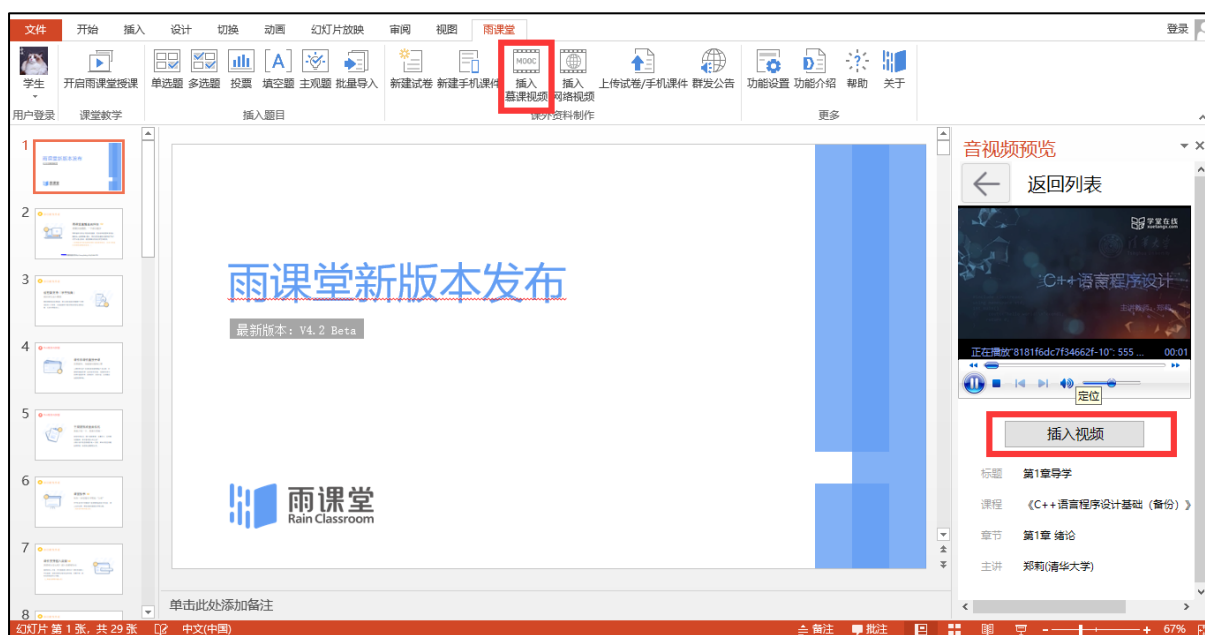 文件 开始 插入 设计 切换 动画 幻灯片放映 审阅 视图 雨课堂 登录
学生 开启雨课堂授课 单选题 多选题 投票 填空题 主观题 批量导入 新建试卷 新建手机课件 插入 慕课视频 插入 网络视频 上传试卷/手机课件 群发公告 功能设置 功能介绍 帮助 关于
MOOC
用户登录 课堂教学 插入题目 课外资料制作 更多
1
2
3
4
5
6
7
8
雨课堂新版本发布
最新版本: V4.2 Beta
雨课堂
Rain Classroom
单击此处添加备注
音视频预览
返回列表
学堂在线
xuetangx.com
C++语言程序设计
正在播放"8181f6dc7f34662f-10": 555 ... 00:01
定位
插入视频
标题 第1章导学
课程 《C++语言程序设计基础（备份）》
章节 第1章 绪论
主讲 郑莉(清华大学)
幻灯片 第 1 张, 共 29 张 中文(中国) 备注 批注 67%